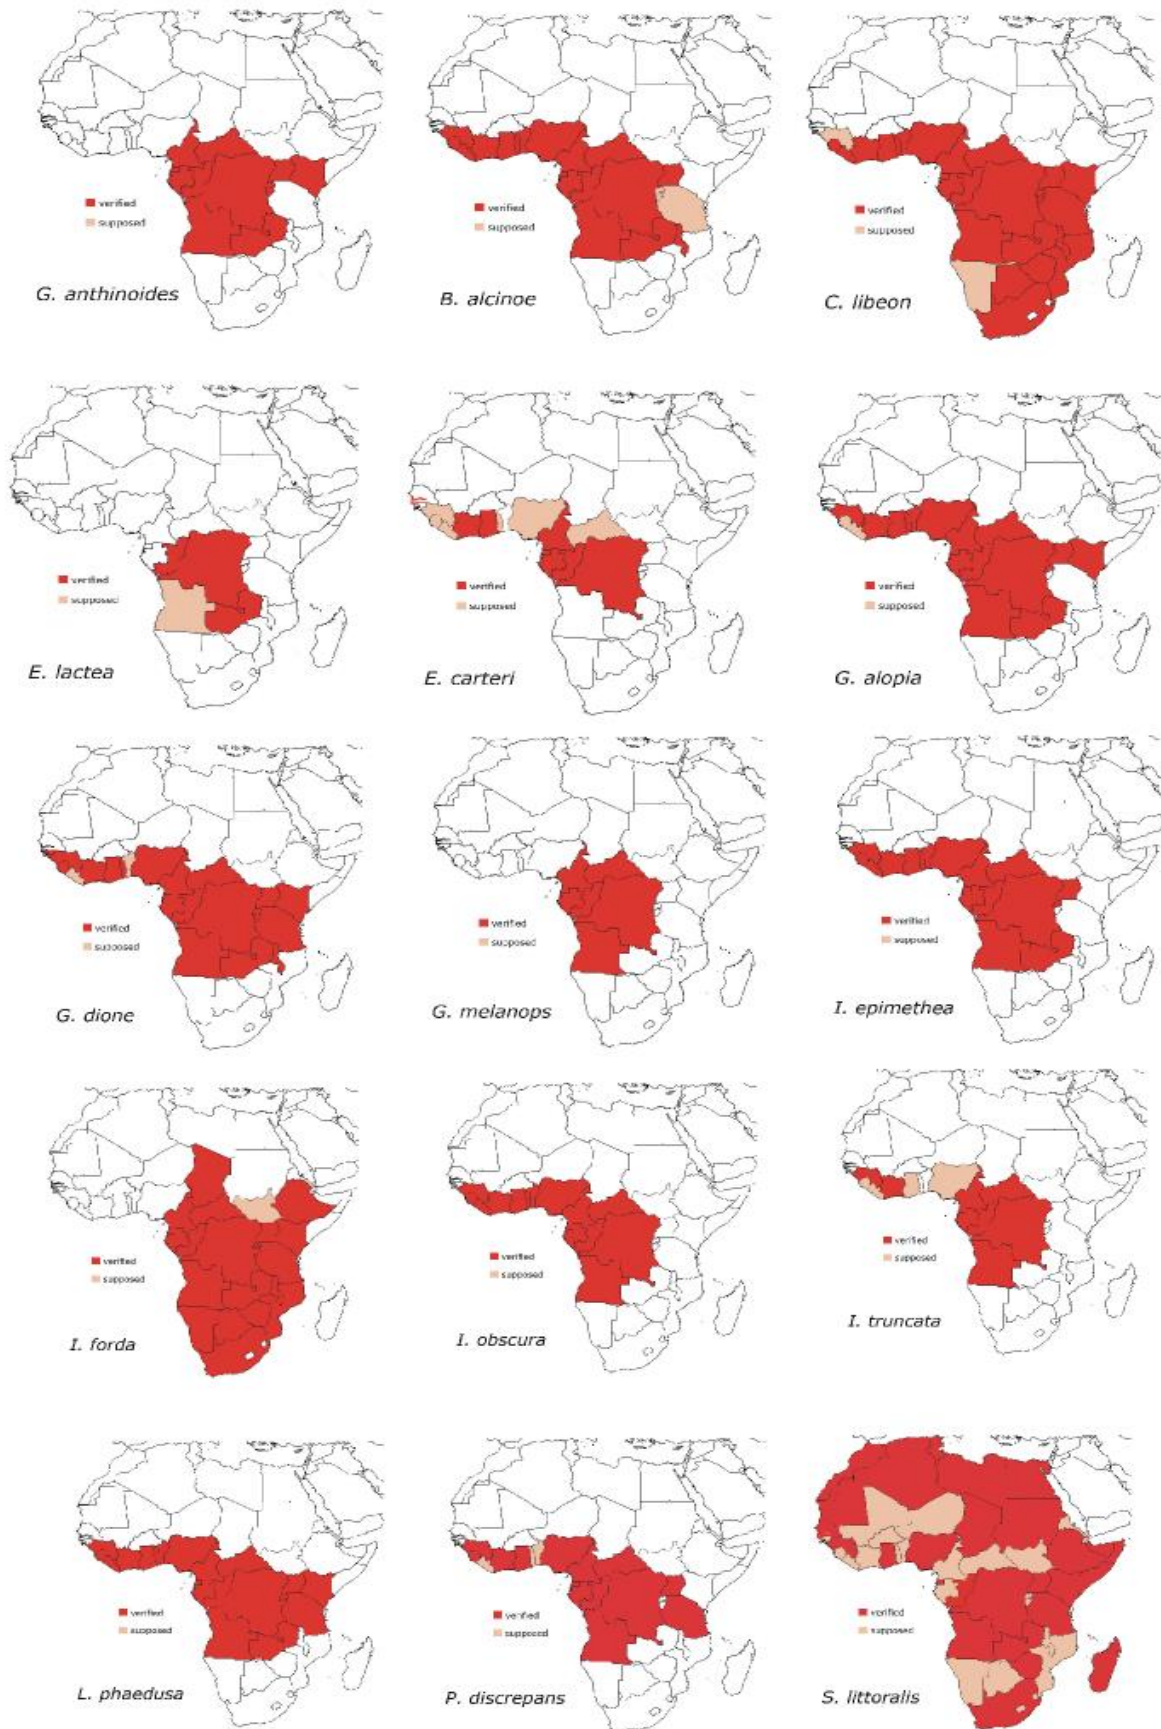 verified
supposed
G. anthinoides
verified
supposed
B. alcinoe
verified
supposed
C. libeon
verified
supposed
E. lactea
verified
supposed
E. carteri
verified
supposed
G. alopia
verified
supposed
G. dione
verified
supposed
G. melanops
verified
supposed
I. epimethea
verified
supposed
I. forda
verified
supposed
I. obscura
verified
supposed
I. truncata
verified
supposed
L. phaedusa
verified
supposed
P. discrepans
verified
supposed
S. littoralis